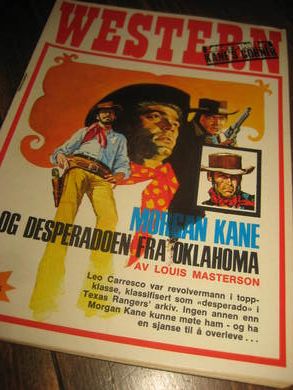 WESTERN
KANE'S CORNER
MORGAN KANE
OG DESPERADOEN FRA OKLAHOMA
AV LOUIS MASTERSON
Leo Carresco var revolvermann i topp-
klasse, klassifisert som «desperado» i
Texas Rangers' arkiv. Ingen annen enn
Morgan Kane kunne møte ham - og ha
en sjanse til å overleve . . .